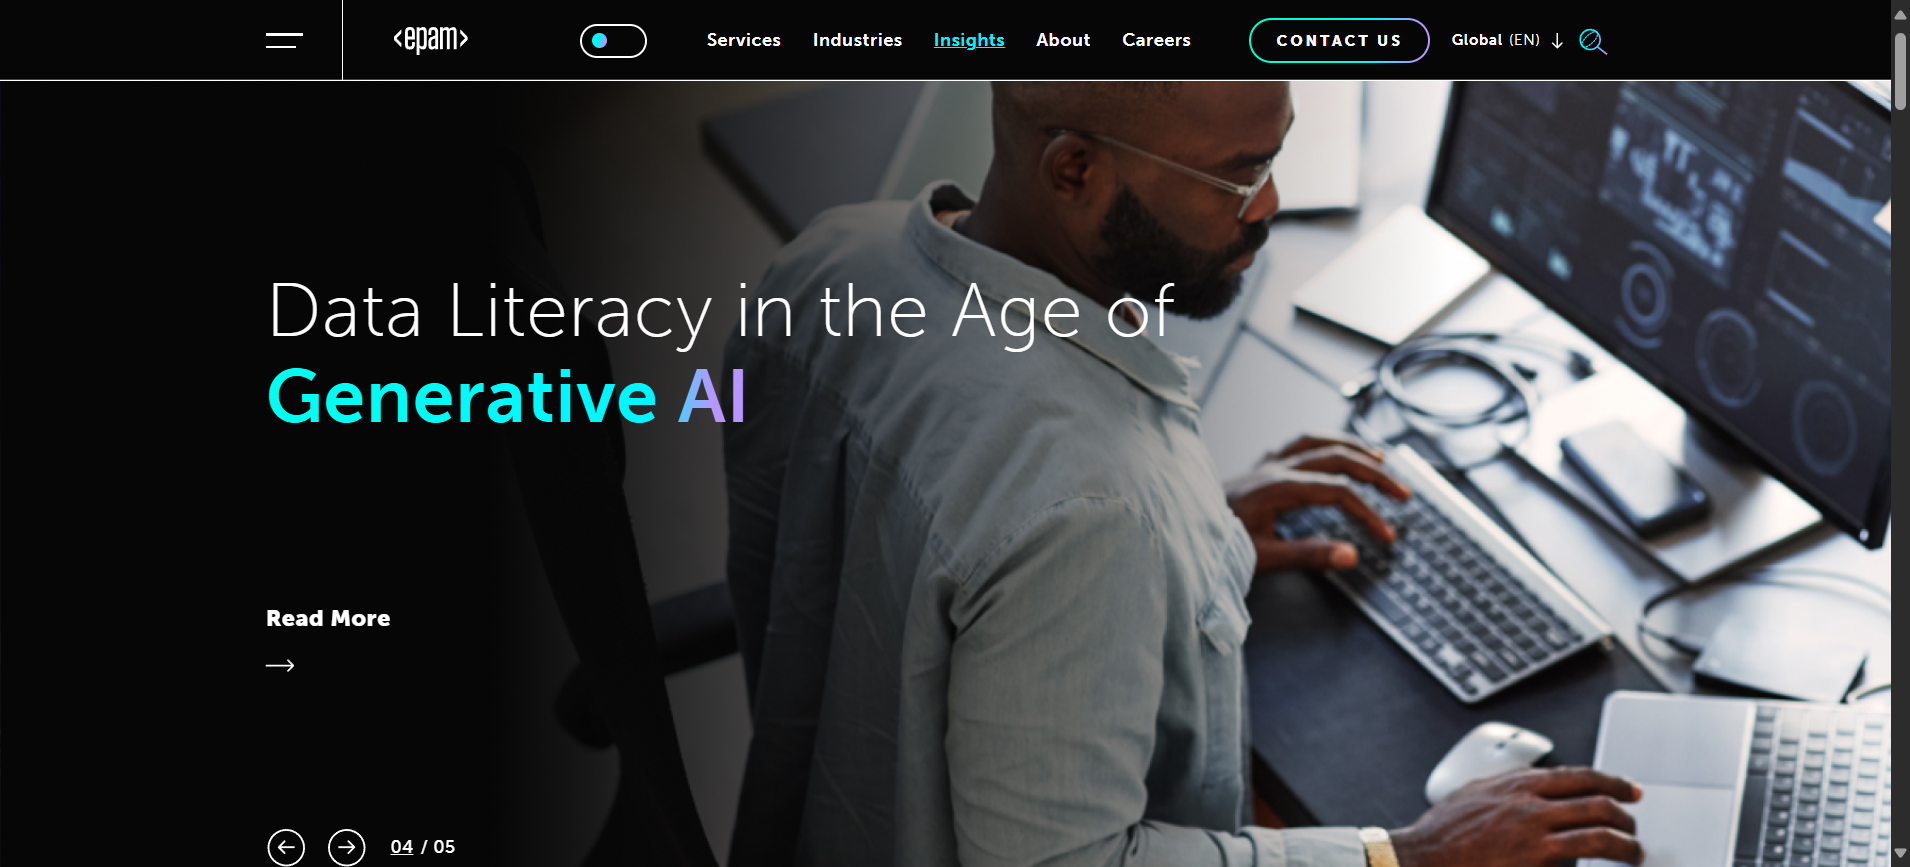 <epam>
Services
Industries
Insights
About
Careers
CONTACT US
Global (EN)
Data Literacy in the Age of
Generative AI
Read More
04 / 05